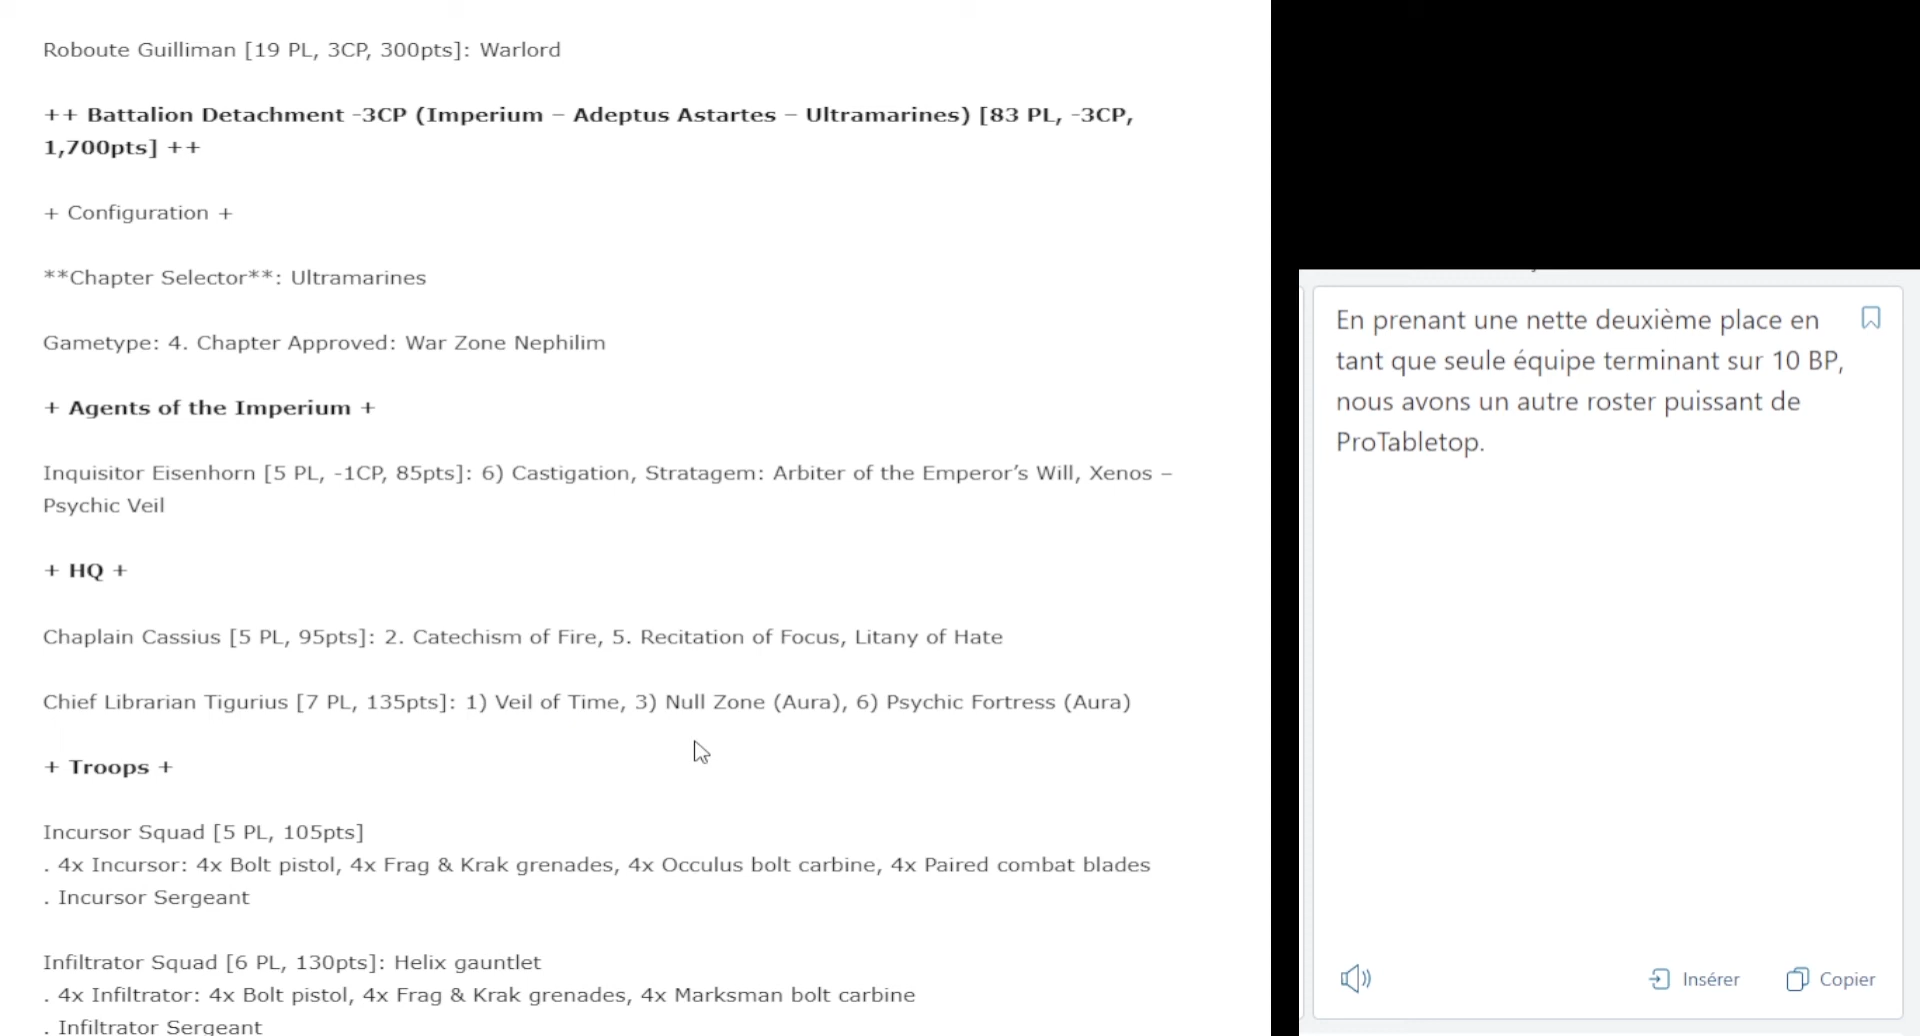 Roboute Guilliman [19 PL, 3CP, 300pts]: Warlord
++ Battalion Detachment -3CP (Imperium – Adeptus Astartes – Ultramarines) [83 PL, -3CP,
1,700pts] ++
+ Configuration +
**Chapter Selector**: Ultramarines
Gametype: 4. Chapter Approved: War Zone Nephilim
+ Agents of the Imperium +
Inquisitor Eisenhorn [5 PL, -1CP, 85pts]: 6) Castigation, Stratagem: Arbiter of the Emperor’s Will, Xenos –
Psychic Veil
+ HQ +
Chaplain Cassius [5 PL, 95pts]: 2. Catechism of Fire, 5. Recitation of Focus, Litany of Hate
Chief Librarian Tigurius [7 PL, 135pts]: 1) Veil of Time, 3) Null Zone (Aura), 6) Psychic Fortress (Aura)
+ Troops +
Incursor Squad [5 PL, 105pts]
. 4x Incursor: 4x Bolt pistol, 4x Frag & Krak grenades, 4x Occulus bolt carbine, 4x Paired combat blades
. Incursor Sergeant
Infiltrator Squad [6 PL, 130pts]: Helix gauntlet
. 4x Infiltrator: 4x Bolt pistol, 4x Frag & Krak grenades, 4x Marksman bolt carbine
. Infiltrator Sergeant
En prenant une nette deuxième place en
tant que seule équipe terminant sur 10 BP,
nous avons un autre roster puissant de
ProTabletop.
Insérer
Copier